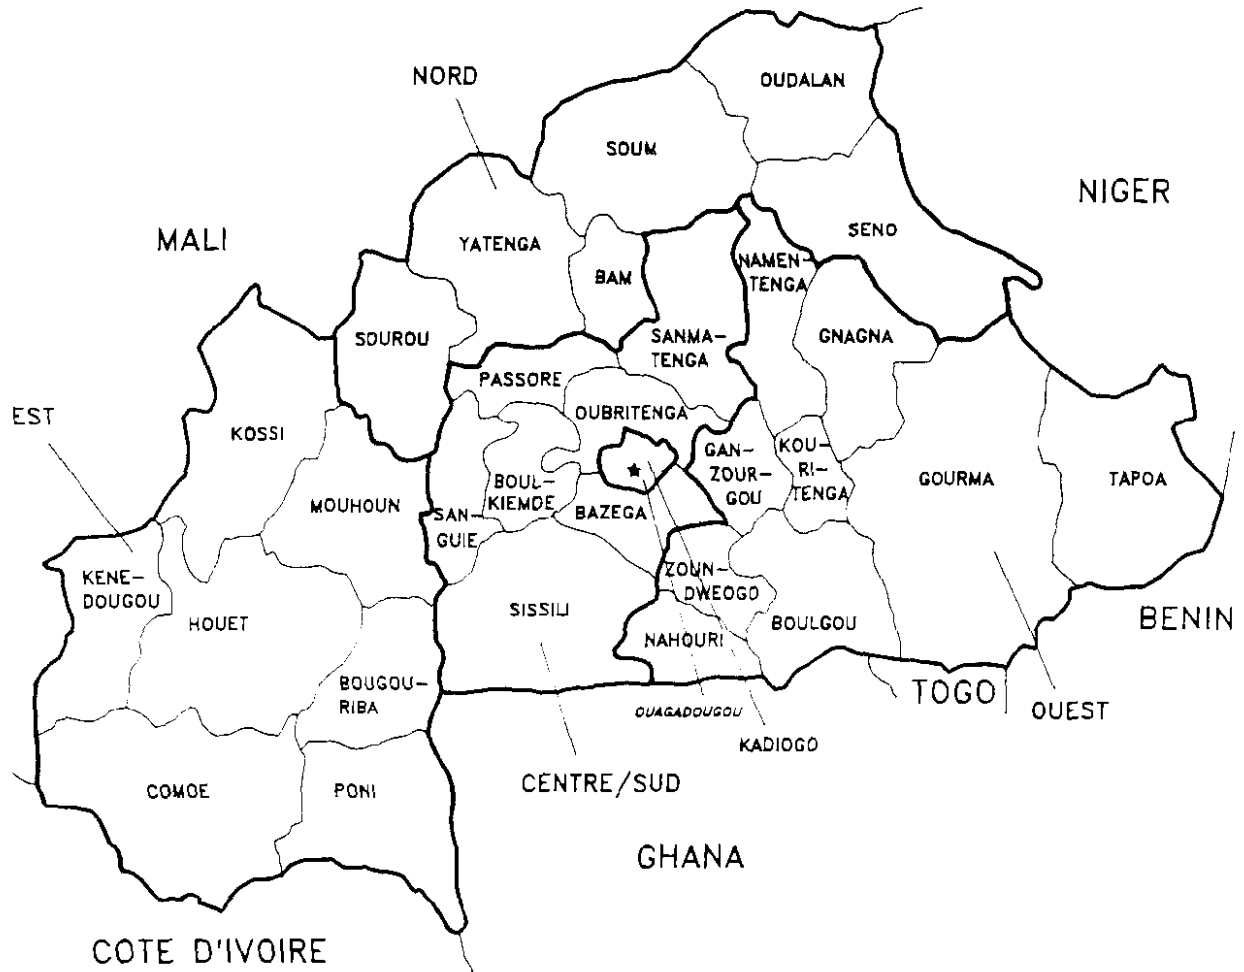 OUDALAN
NORD
SOUM
NIGER
SENO
MALI
YATENGA
BAM
NAMEN-
TENGA
SOUROU
SANMA-
TENGA
GNAGNA
PASSORE
OUBRITENGA
EST
KOSSI
GAN-
ZOUR-
GOU
KOU-
RI-
TENGA
GOURMA
TAPOA
BOUL-
KIEMDE
MOUHOUN
BAZEGA
SAN-
GUIE
KENE-
DOUGOU
ZOUN-
DWEOGO
HOUET
SISSILI
NAHOURI
BOULGOU
BENIN
BOUGOU-
RIBA
TOGO
OUAGADOUGOU
OUEST
KADIOGO
COMOE
PONI
CENTRE/SUD
GHANA
COTE D'IVOIRE